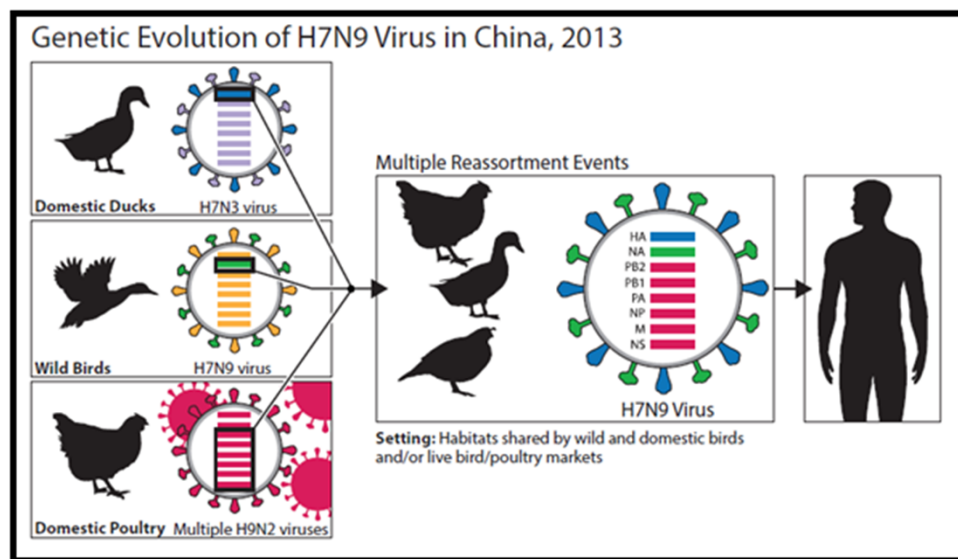 Genetic Evolution of H7N9 Virus in China, 2013
Domestic Ducks
H7N3 virus
Wild Birds
H7N9 virus
Domestic Poultry
Multiple H9N2 viruses
Multiple Reassortment Events
HA
NA
PB2
PB1
PA
NP
M
NS
H7N9 Virus
Setting: Habitats shared by wild and domestic birds
and/or live bird/poultry markets